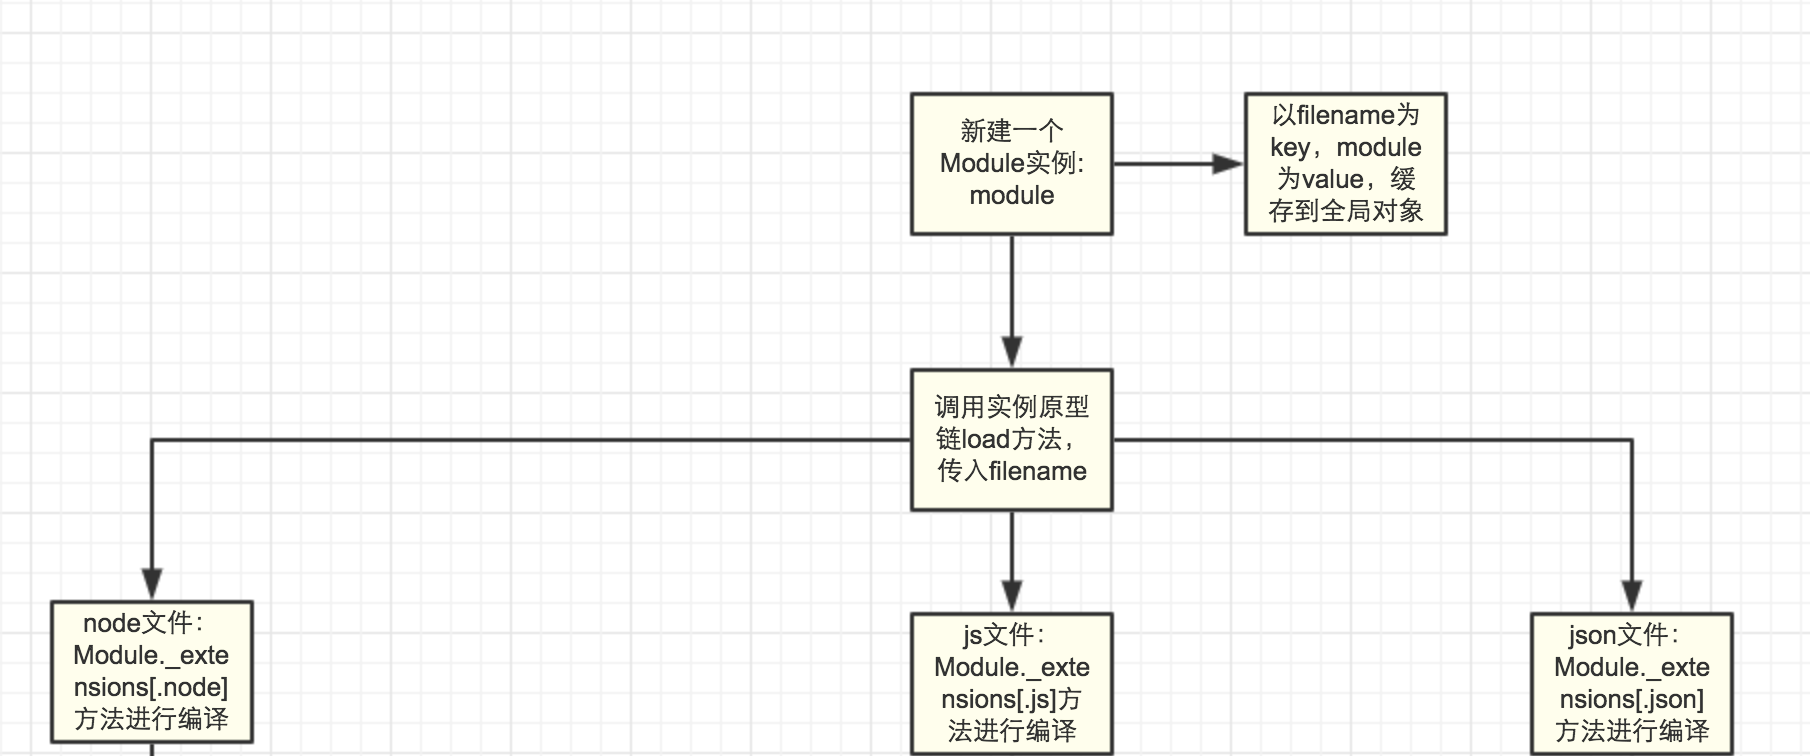 新建一个
Module实例:
module
以filename为
key，module
为value，缓
存到全局对象
调用实例原型
链load方法，
传入filename
node文件：
Module._exte
nsions[.node]
方法进行编译
js文件：
Module._exte
nsions[.js]方
法进行编译
json文件：
Module._exte
nsions[.json]
方法进行编译